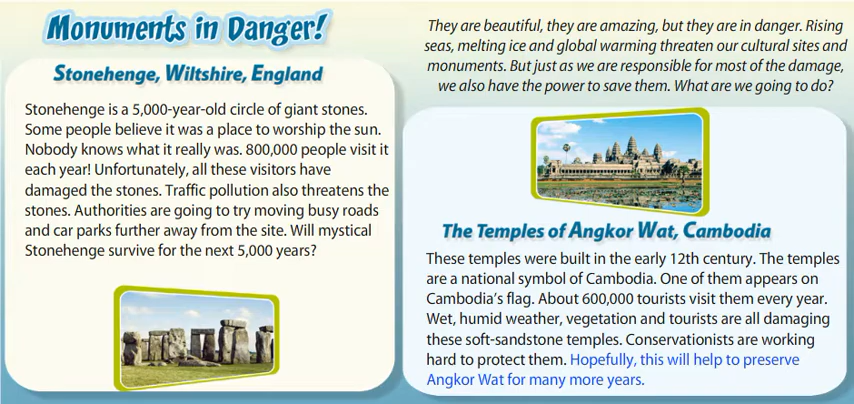 Monuments in Danger!
Stonehenge, Wiltshire, England
Stonehenge is a 5,000-year-old circle of giant stones.
Some people believe it was a place to worship the sun.
Nobody knows what it really was. 800,000 people visit it
each year! Unfortunately, all these visitors have
damaged the stones. Traffic pollution also threatens the
stones. Authorities are going to try moving busy roads
and car parks further away from the site. Will mystical
Stonehenge survive for the next 5,000 years?
They are beautiful, they are amazing, but they are in danger. Rising
seas, melting ice and global warming threaten our cultural sites and
monuments. But just as we are responsible for most of the damage,
we also have the power to save them. What are we going to do?
The Temples of Angkor Wat, Cambodia
These temples were built in the early 12th century. The temples
are a national symbol of Cambodia. One of them appears on
Cambodia's flag. About 600,000 tourists visit them every year.
Wet, humid weather, vegetation and tourists are all damaging
these soft-sandstone temples. Conservationists are working
hard to protect them. Hopefully, this will help to preserve
Angkor Wat for many more years.